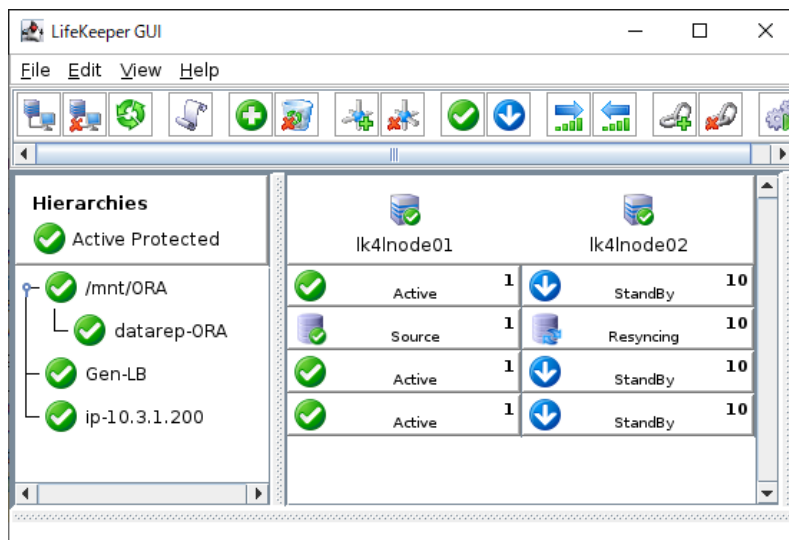 LifeKeeper GUI
File Edit View Help
Hierarchies
Active Protected
lk4lnode01 lk4lnode02
/mnt/ORA Active 1 StandBy 10
datarep-ORA Source 1 Resyncing 10
Gen-LB Active 1 StandBy 10
ip-10.3.1.200 Active 1 StandBy 10